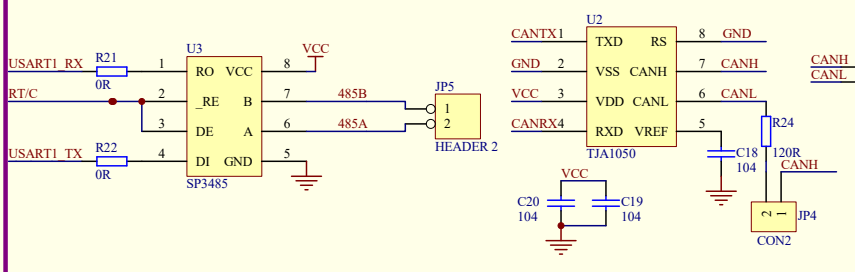 U3
USART1_RX
R21
0R
1
RO
VCC
8
VCC
RT/C
2
_RE
B
7
485B
JP5
1
3
DE
A
6
485A
2
HEADER 2
USART1_TX
R22
0R
4
DI
GND
5
SP3485
U2
CANTX
1
TXD
RS
8
GND
GND
2
VSS
CANH
7
CANH
VCC
3
VDD
CANL
6
CANL
CANRX
4
RXD
VREF
5
TJA1050
CANH
CANL
R24
120R
C18
104
CANH
VCC
C20
104
C19
104
2
1
JP4
CON2